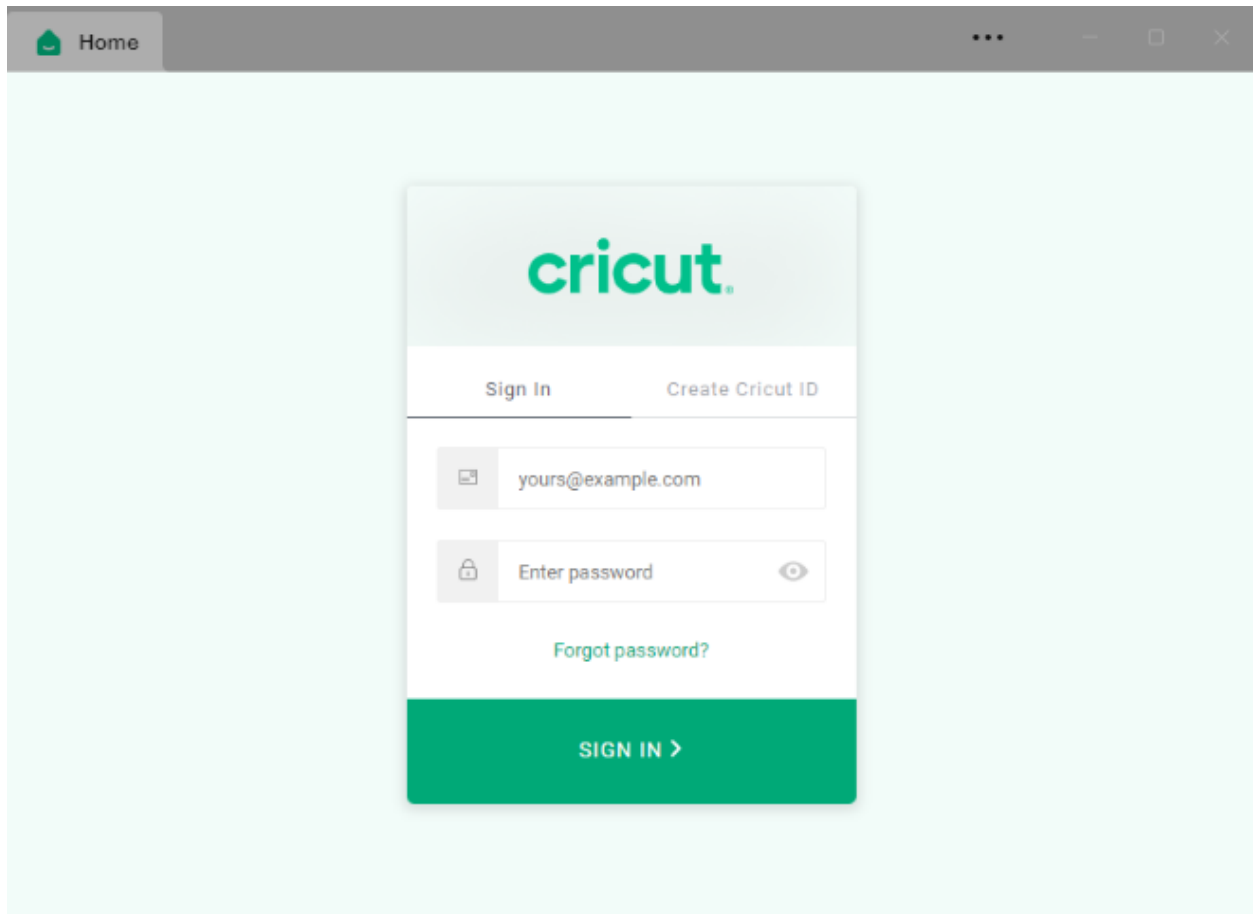 Home
cricut
Sign In
Create Cricut ID
yours@example.com
Enter password
Forgot password?
SIGN IN